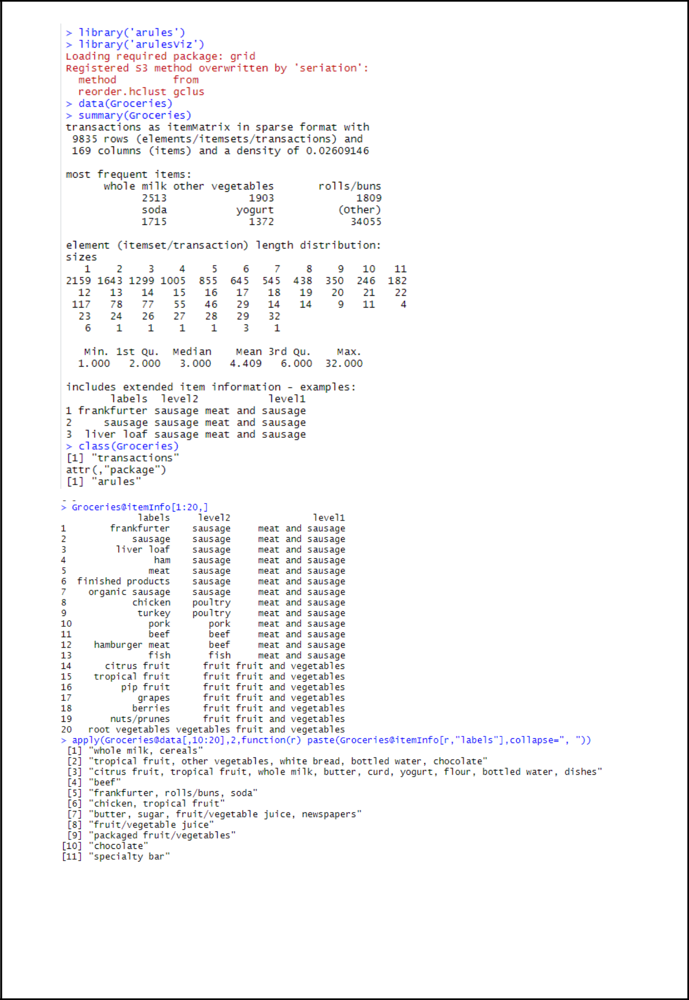 > library('arules')
> library('arulesViz')
Loading required package: grid
Registered S3 method overwritten by 'seriation':
  method         from
  reorder.hclust gclus
> data(Groceries)
> summary(Groceries)
transactions as itemMatrix in sparse format with
 9835 rows (elements/itemsets/transactions) and
 169 columns (items) and a density of 0.02609146
most frequent items:
      whole milk other vegetables       rolls/buns
            2513             1903             1809
            soda           yogurt          (Other)
            1715             1372            34055
element (itemset/transaction) length distribution:
sizes
   1    2    3    4    5    6    7    8    9   10   11
2159 1643 1299 1005  855  645  545  438  350  246  182
  12   13   14   15   16   17   18   19   20   21   22
 117   78   77   55   46   29   14   14    9   11    4
  23   24   26   27   28   29   32
   6    1    1    1    1    3    1
   Min. 1st Qu.  Median    Mean 3rd Qu.    Max.
  1.000   2.000   3.000   4.409   6.000  32.000
includes extended item information - examples:
       labels  level2           level1
1 frankfurter sausage meat and sausage
2     sausage sausage meat and sausage
3  liver loaf sausage meat and sausage
> class(Groceries)
[1] "transactions"
attr(,"package")
[1] "arules"
> Groceries@itemInfo[1:20,]
              labels     level2               level1
1        frankfurter    sausage     meat and sausage
2            sausage    sausage     meat and sausage
3         liver loaf    sausage     meat and sausage
4                ham    sausage     meat and sausage
5               meat    sausage     meat and sausage
6  finished products    sausage     meat and sausage
7    organic sausage    sausage     meat and sausage
8            chicken    poultry     meat and sausage
9             turkey    poultry     meat and sausage
10              pork       pork     meat and sausage
11              beef       beef     meat and sausage
12    hamburger meat       beef     meat and sausage
13              fish       fish     meat and sausage
14      citrus fruit      fruit fruit and vegetables
15    tropical fruit      fruit fruit and vegetables
16         pip fruit      fruit fruit and vegetables
17            grapes      fruit fruit and vegetables
18           berries      fruit fruit and vegetables
19       nuts/prunes      fruit fruit and vegetables
20   root vegetables vegetables fruit and vegetables
> apply(Groceries@data[,10:20],2,function(r) paste(Groceries@itemInfo[r,"labels"],collapse=", "))
 [1] "whole milk, cereals"
 [2] "tropical fruit, other vegetables, white bread, bottled water, chocolate"
 [3] "citrus fruit, tropical fruit, whole milk, butter, curd, yogurt, flour, bottled water, dishes"
 [4] "beef"
 [5] "frankfurter, rolls/buns, soda"
 [6] "chicken, tropical fruit"
 [7] "butter, sugar, fruit/vegetable juice, newspapers"
 [8] "fruit/vegetable juice"
 [9] "packaged fruit/vegetables"
[10] "chocolate"
[11] "specialty bar"